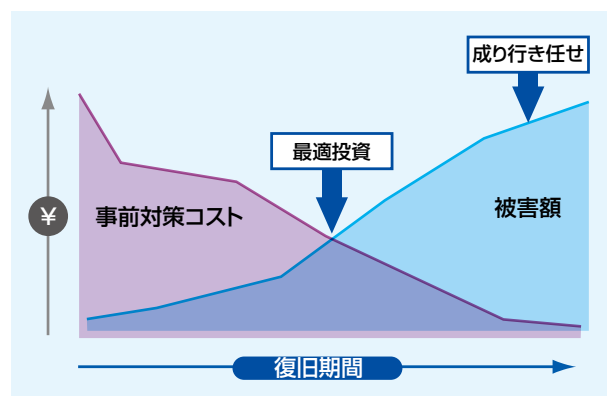 成り行き任せ
最適投資
¥
事前対策コスト
被害額
復旧期間